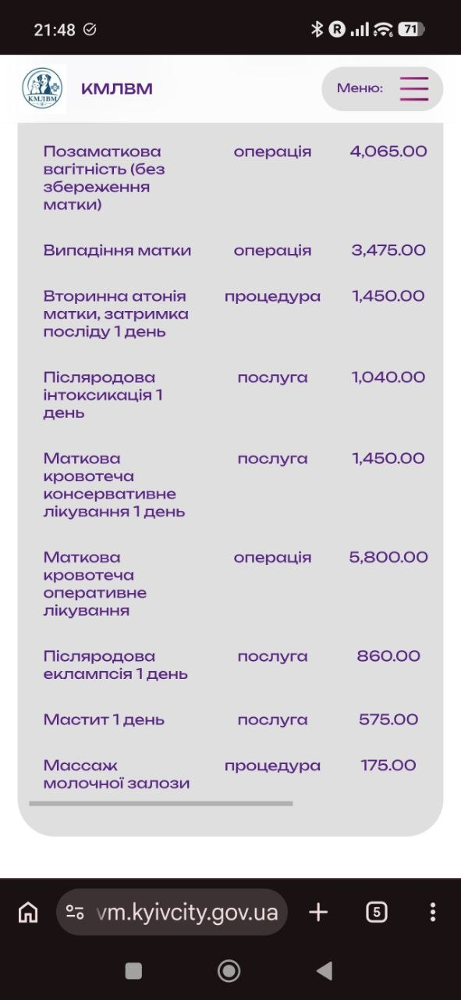 21:48
R
71
КМЛВМ
КМЛВМ
Меню:
Позаматкова операція 4,065.00
вагітність (без
збереження
матки)
Випадіння матки операція 3,475.00
Вторинна атонія процедура 1,450.00
матки, затримка
посліду 1 день
Післяродова послуга 1,040.00
інтоксикація 1
день
Маткова послуга 1,450.00
кровотеча
консервативне
лікування 1 день
Маткова операція 5,800.00
кровотеча
оперативне
лікування
Післяродова послуга 860.00
еклампсія 1 день
Мастит 1 день послуга 575.00
Массаж процедура 175.00
молочної залози
vm.kyivcity.gov.ua
5